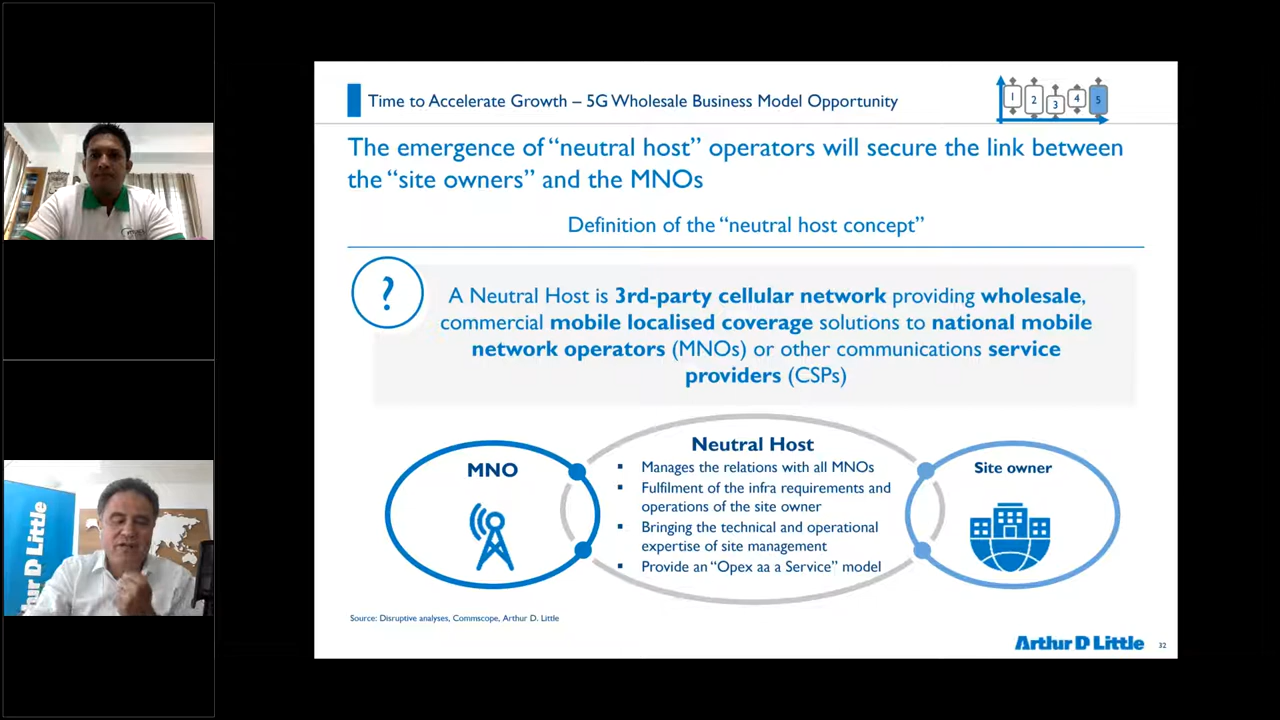 Time to Accelerate Growth – 5G Wholesale Business Model Opportunity
1
2
3
4
5
The emergence of “neutral host” operators will secure the link between
the “site owners” and the MNOs
Definition of the “neutral host concept”
?
A Neutral Host is 3rd-party cellular network providing wholesale,
commercial mobile localised coverage solutions to national mobile
network operators (MNOs) or other communications service
providers (CSPs)
MNO
Neutral Host
▪ Manages the relations with all MNOs
▪ Fulfilment of the infra requirements and
operations of the site owner
▪ Bringing the technical and operational
expertise of site management
▪ Provide an “Opex aa a Service” model
Site owner
Source: Disruptive analyses, Commscope, Arthur D. Little
Arthur D Little
32
ur D Little